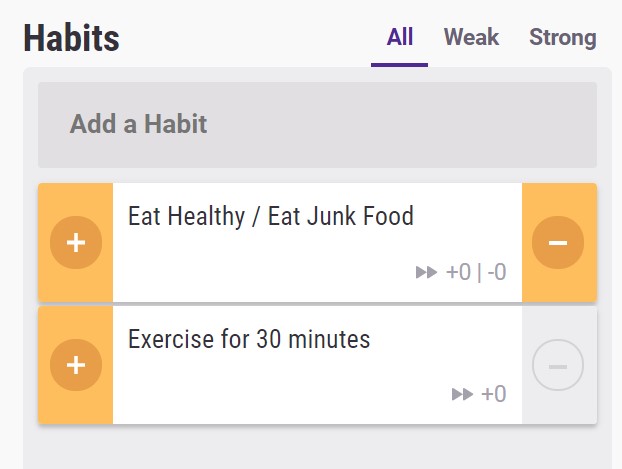 Habits
All Weak Strong
Add a Habit
Eat Healthy / Eat Junk Food
+0 | -0
Exercise for 30 minutes
+0